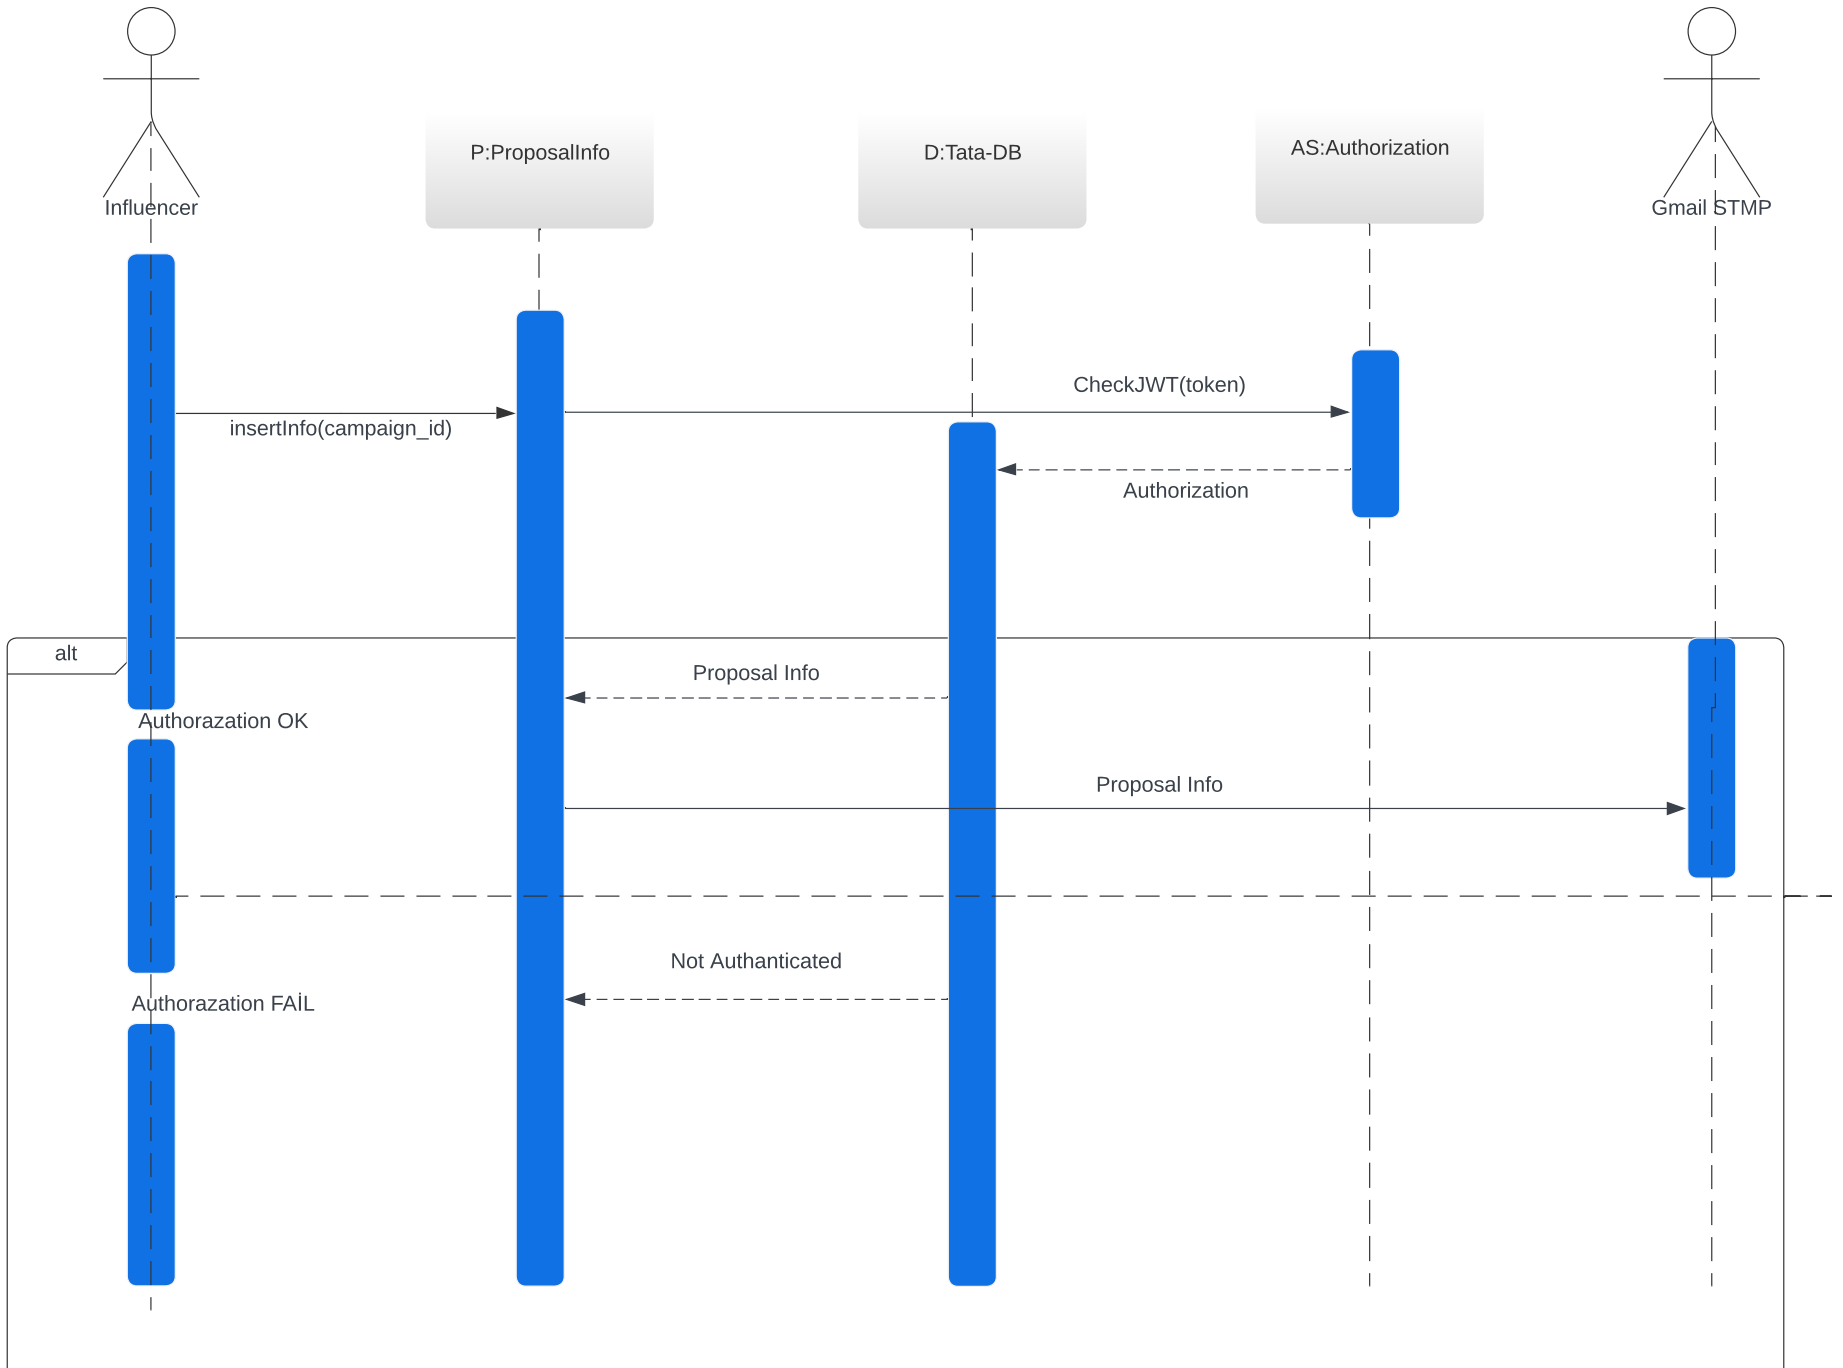 Influencer
P:ProposalInfo
D:Tata-DB
AS:Authorization
Gmail STMP
CheckJWT(token)
insertInfo(campaign_id)
Authorization
alt
Proposal Info
Authorazation OK
Proposal Info
Not Authanticated
Authorazation FAİL